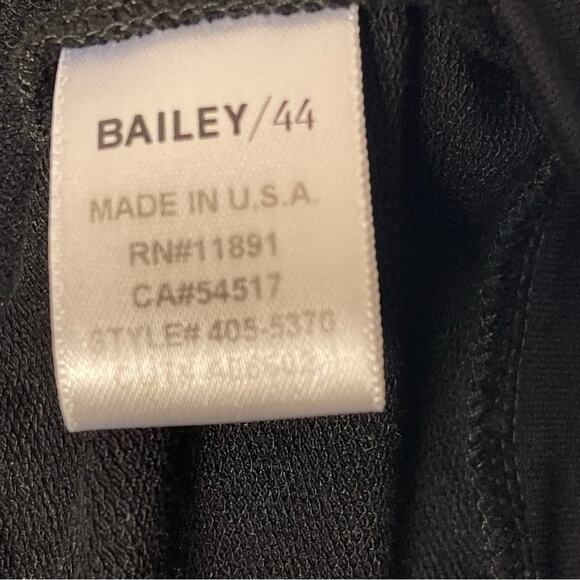 BAILEY/44
MADE IN U.S.A.
RN#11891
CA#54517
STYLE# 405-5370